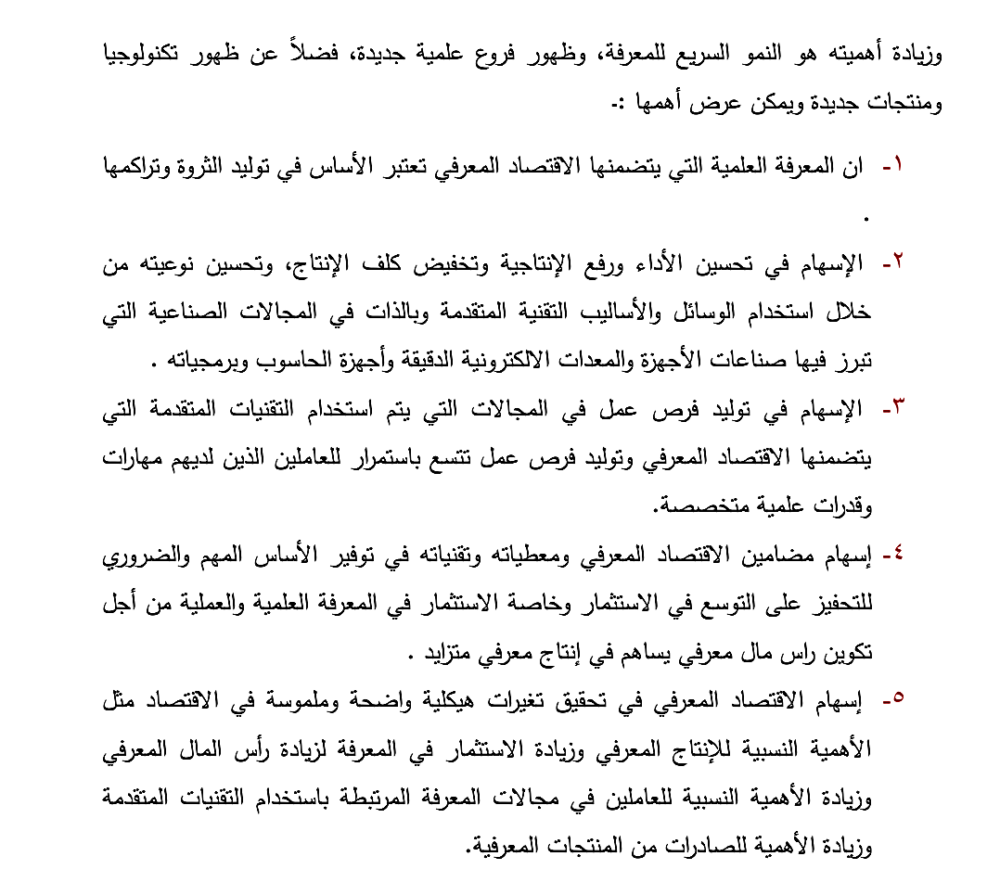 وزيادة أهميته هو النمو السريع للمعرفة، وظهور فروع علمية جديدة، فضلاً عن ظهور تكنولوجيا
ومنتجات جديدة ويمكن عرض أهمها :-
١- ان المعرفة العلمية التي يتضمنها الاقتصاد المعرفي تعتبر الأساس في توليد الثروة وتراكمها
.
٢- الإسهام في تحسين الأداء ورفع الإنتاجية وتخفيض كلف الإنتاج، وتحسين نوعيته من
خلال استخدام الوسائل والأساليب التقنية المتقدمة وبالذات في المجالات الصناعية التي
تبرز فيها صناعات الأجهزة والمعدات الالكترونية الدقيقة وأجهزة الحاسوب وبرمجياته .
٣- الإسهام في توليد فرص عمل في المجالات التي يتم استخدام التقنيات المتقدمة التي
يتضمنها الاقتصاد المعرفي وتوليد فرص عمل تتسع باستمرار للعاملين الذين لديهم مهارات
وقدرات علمية متخصصة.
٤- إسهام مضامين الاقتصاد المعرفي ومعطياته وتقنياته في توفير الأساس المهم والضروري
للتحفيز على التوسع في الاستثمار وخاصة الاستثمار في المعرفة العلمية والعملية من أجل
تكوين راس مال معرفي يساهم في إنتاج معرفي متزايد .
٥- إسهام الاقتصاد المعرفي في تحقيق تغيرات هيكلية واضحة وملموسة في الاقتصاد مثل
الأهمية النسبية للإنتاج المعرفي وزيادة الاستثمار في المعرفة لزيادة رأس المال المعرفي
وزيادة الأهمية النسبية للعاملين في مجالات المعرفة المرتبطة باستخدام التقنيات المتقدمة
وزيادة الأهمية للصادرات من المنتجات المعرفية.